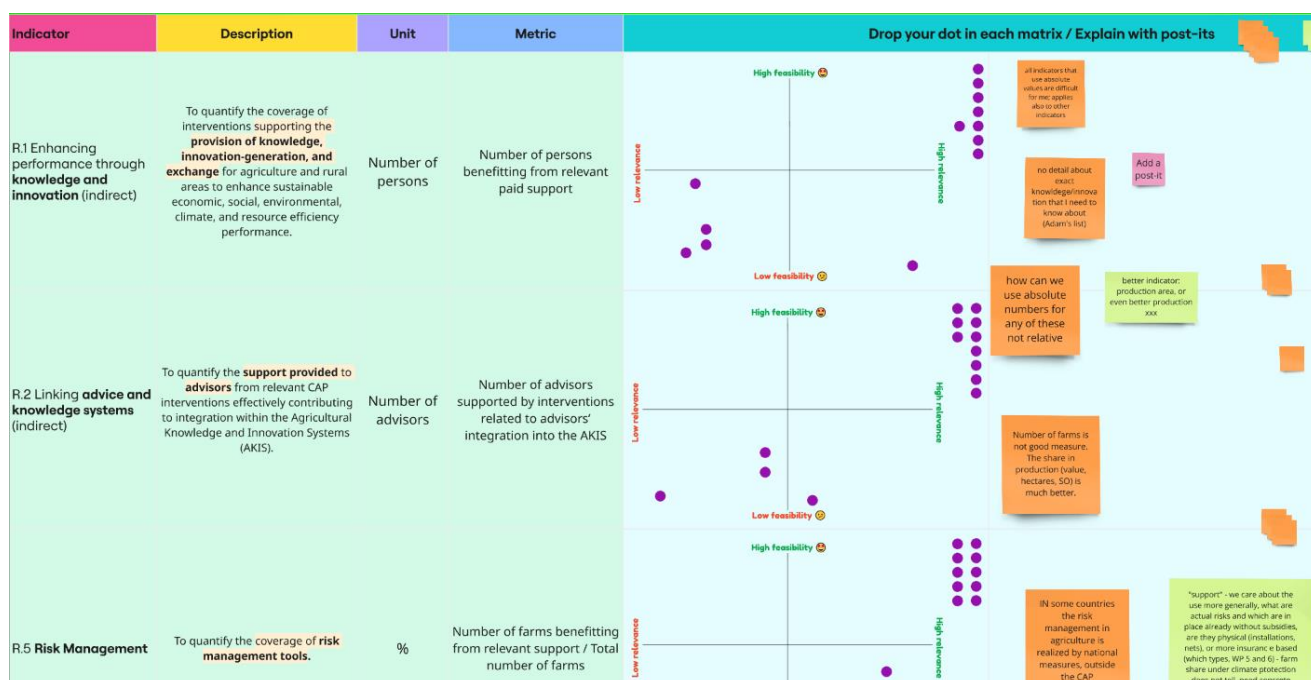 Indicator
Description
Unit
Metric
Drop your dot in each matrix / Explain with post-its
R.1 Enhancing
performance through
knowledge and
innovation (indirect)
To quantify the coverage of
interventions supporting the
provision of knowledge,
innovation-generation, and
exchange for agriculture and rural
areas to enhance sustainable
economic, social, environmental,
climate, and resource efficiency
performance.
Number of
persons
Number of persons
benefitting from relevant
paid support
High feasibility
Low relevance
High relevance
Low feasibility
all indicators that
use absolute
values are difficult
for me; applies
also to other
indicators
no detail about
exact
knowldege/innova
tion that I need to
know about
(Adam's list)
Add a
post-it
R.2 Linking advice and
knowledge systems
(indirect)
To quantify the support provided to
advisors from relevant CAP
interventions effectively contributing
to integration within the Agricultural
Knowledge and Innovation Systems
(AKIS).
Number of
advisors
Number of advisors
supported by interventions
related to advisors'
integration into the AKIS
High feasibility
Low relevance
High relevance
Low feasibility
how can we
use absolute
numbers for
any of these
not relative
better indicator:
production area, or
even better production
xxx
Number of farms is
not good measure.
The share in
production (value,
hectares, SO) is
much better.
R.5 Risk Management
To quantify the coverage of risk
management tools.
%
Number of farms benefitting
from relevant support / Total
number of farms
High feasibility
Low relevance
High relevance
IN some countries
the risk
management in
agriculture is
realized by national
measures, outside
the CAP
"support" - we care about the
use more generally, what are
actual risks and which are in
place already without subsidies,
are they physical (installations,
nets), or more insuranc e based
(which types, WP 5 and 6) - farm
share under climate ptotection